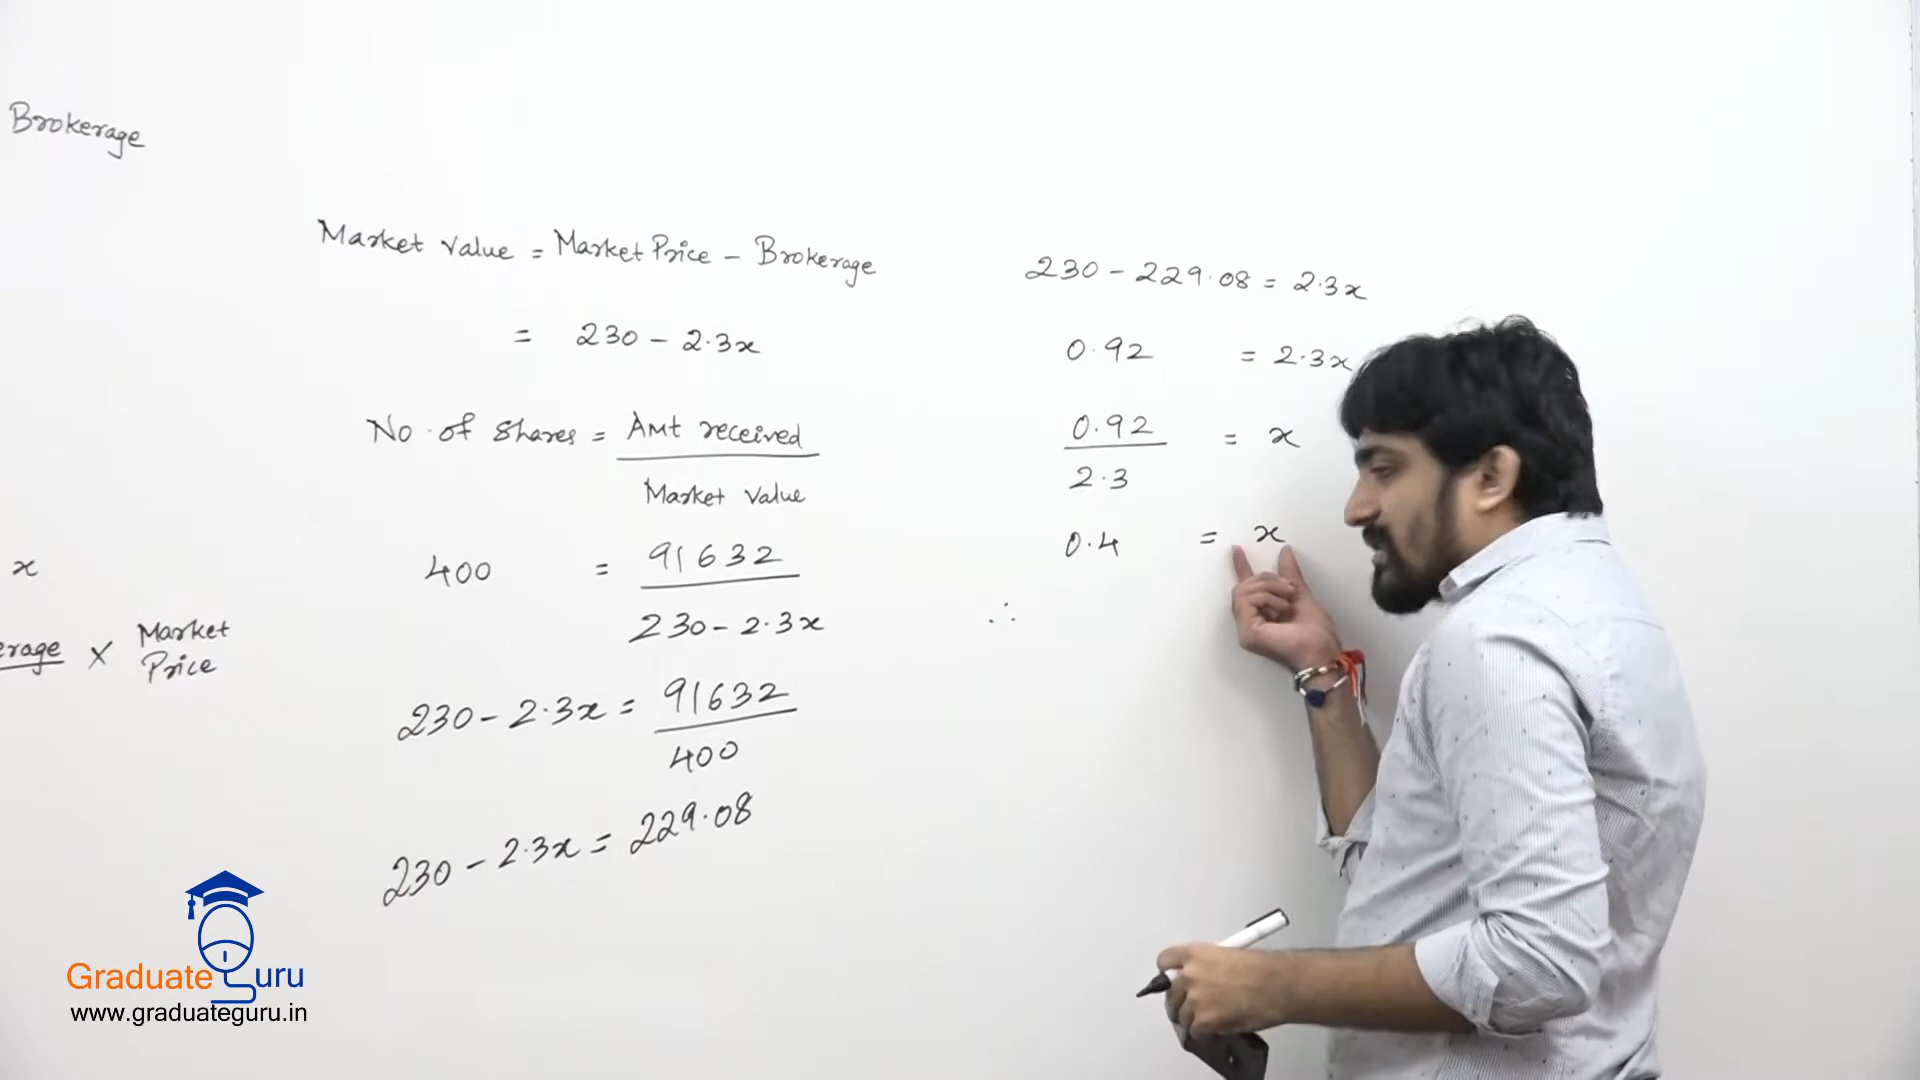 Brokerage
x
erage × Market Price
Market Value = Market Price – Brokerage
= 230 – 2.3x
No. of Shares = Amt received / Market Value
400 = 91632 / 230 – 2.3x
230 – 2.3x = 91632 / 400
230 – 2.3x = 229.08
230 – 229.08 = 2.3x
0.92 = 2.3x
0.92 / 2.3 = x
0.4 = x
∴
Graduate Guru
www.graduateguru.in